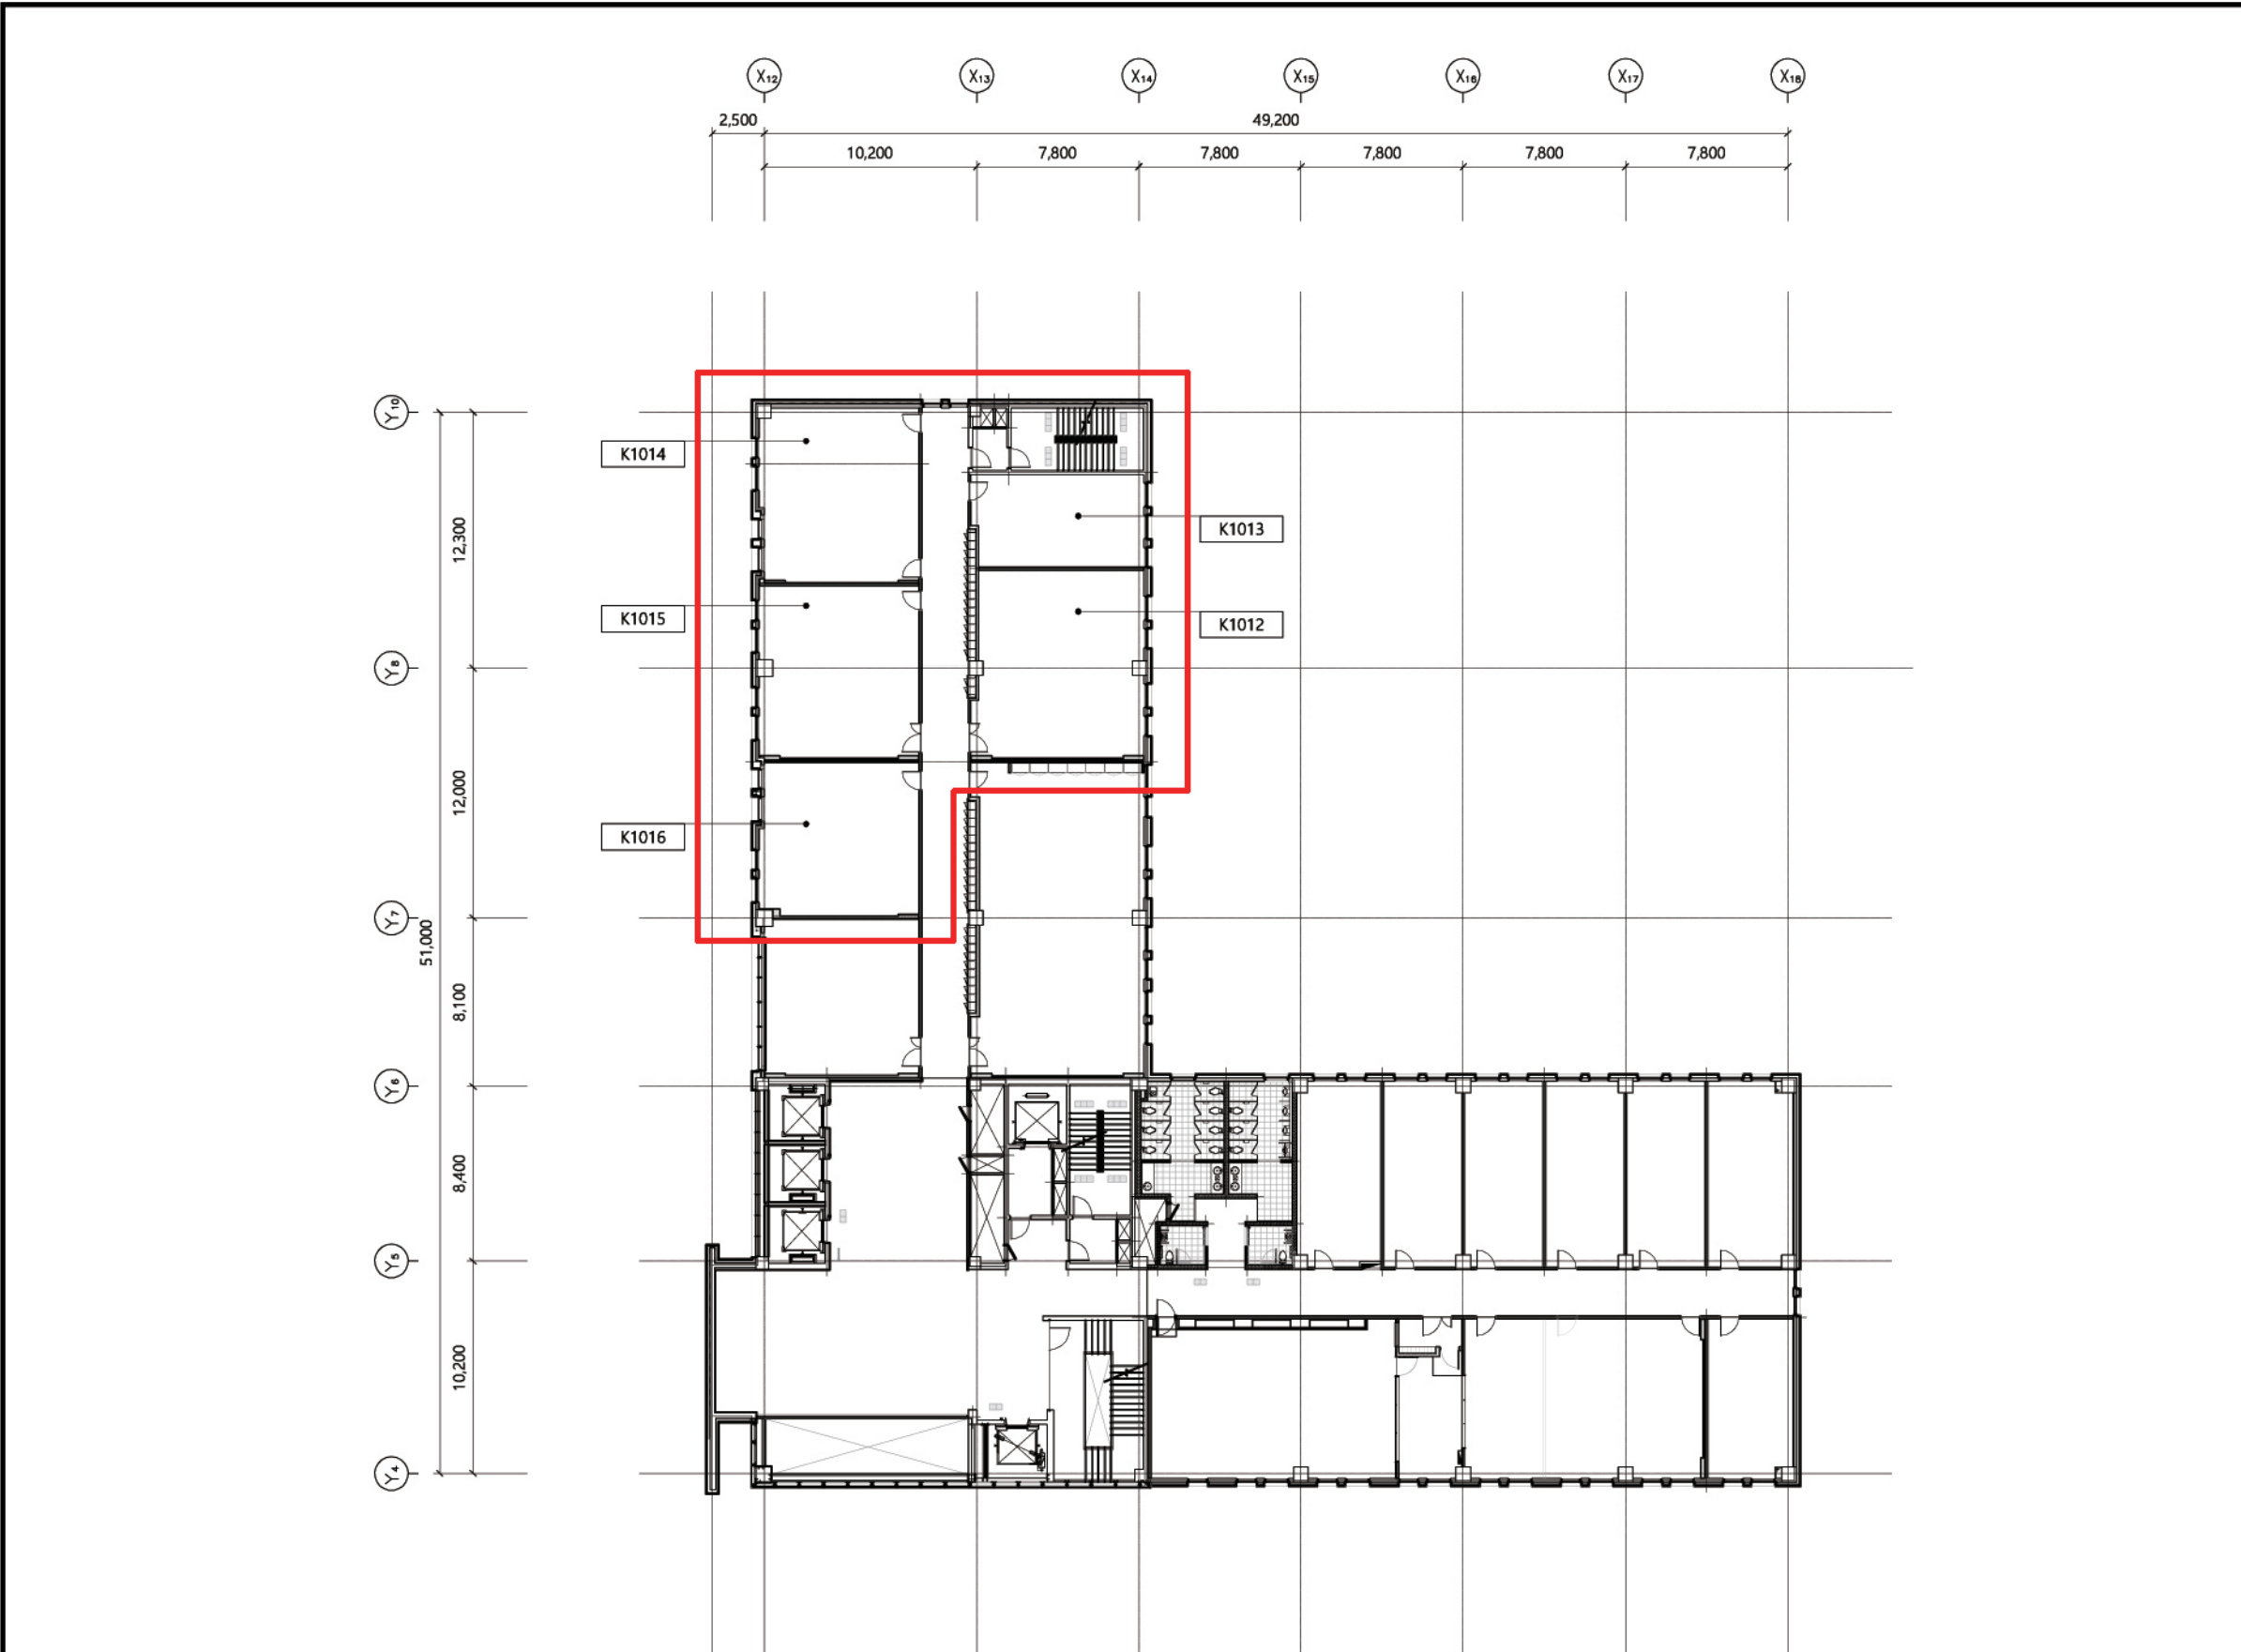 X12 X13 X14 X15 X16 X17 X18
2,500 49,200
10,200 7,800 7,800 7,800 7,800 7,800
Y10
K1014
K1013
12,300
K1015
K1012
Y8
12,000
K1016
Y7
51,000
8,100
Y6
8,400
Y5
10,200
Y4